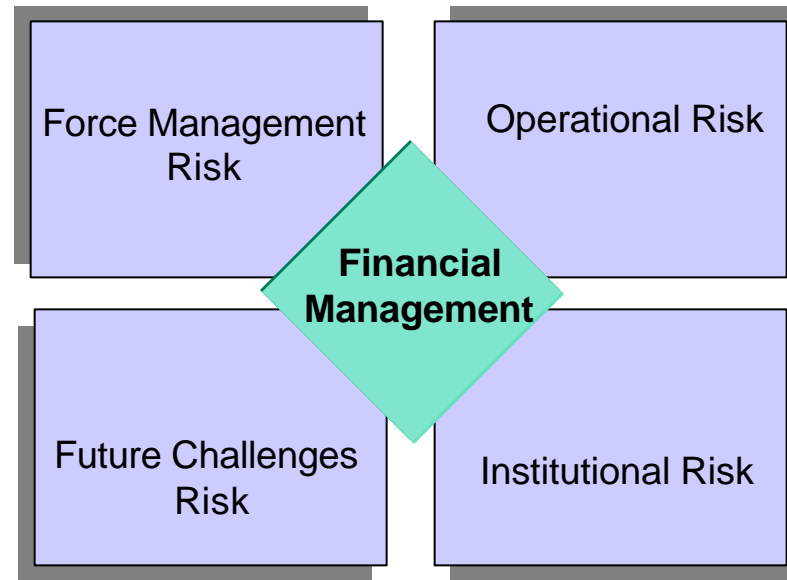 Force Management
Risk
Operational Risk
Financial
Management
Future Challenges
Risk
Institutional Risk